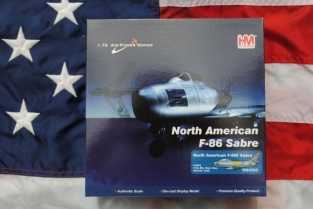 1:72 AIR POWER SERIES
HM
North American
F-86 Sabre
North American F-86F Sabre
Authentic Scale
Die-cast Display Model
Premium Quality Product